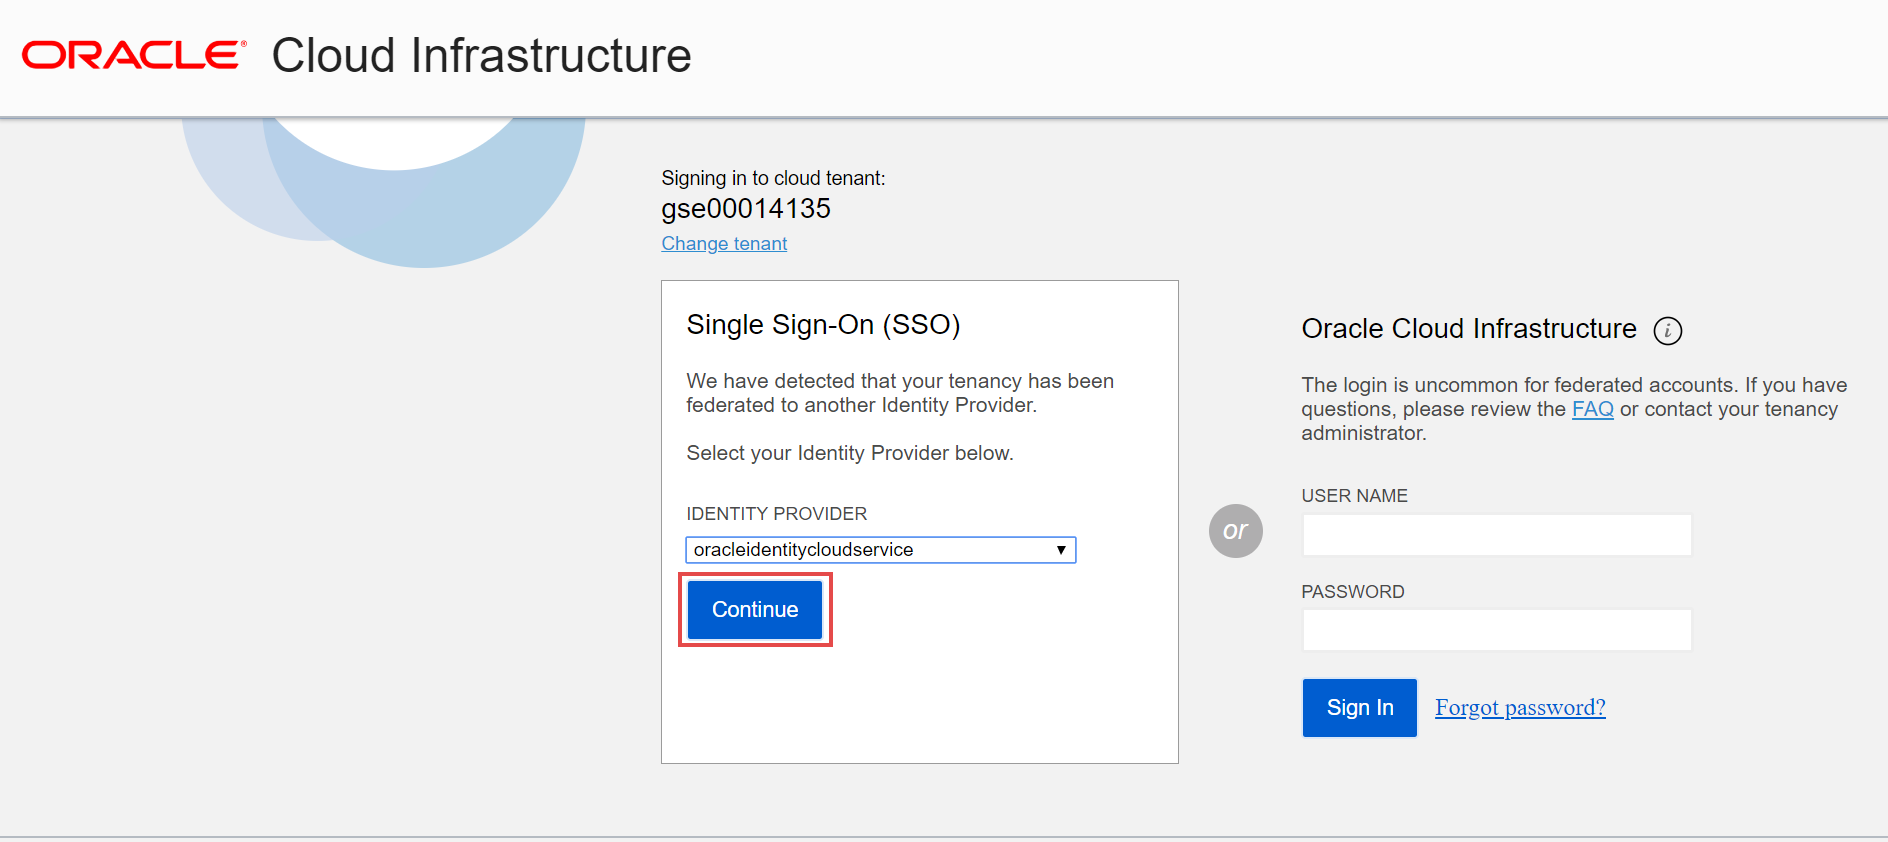 ORACLE® Cloud Infrastructure
Signing in to cloud tenant:
gse00014135
Change tenant
Single Sign-On (SSO)
We have detected that your tenancy has been
federated to another Identity Provider.
Select your Identity Provider below.
IDENTITY PROVIDER
oracleidentitycloudservice
Continue
or
Oracle Cloud Infrastructure i
The login is uncommon for federated accounts. If you have
questions, please review the FAQ or contact your tenancy
administrator.
USER NAME
PASSWORD
Sign In Forgot password?